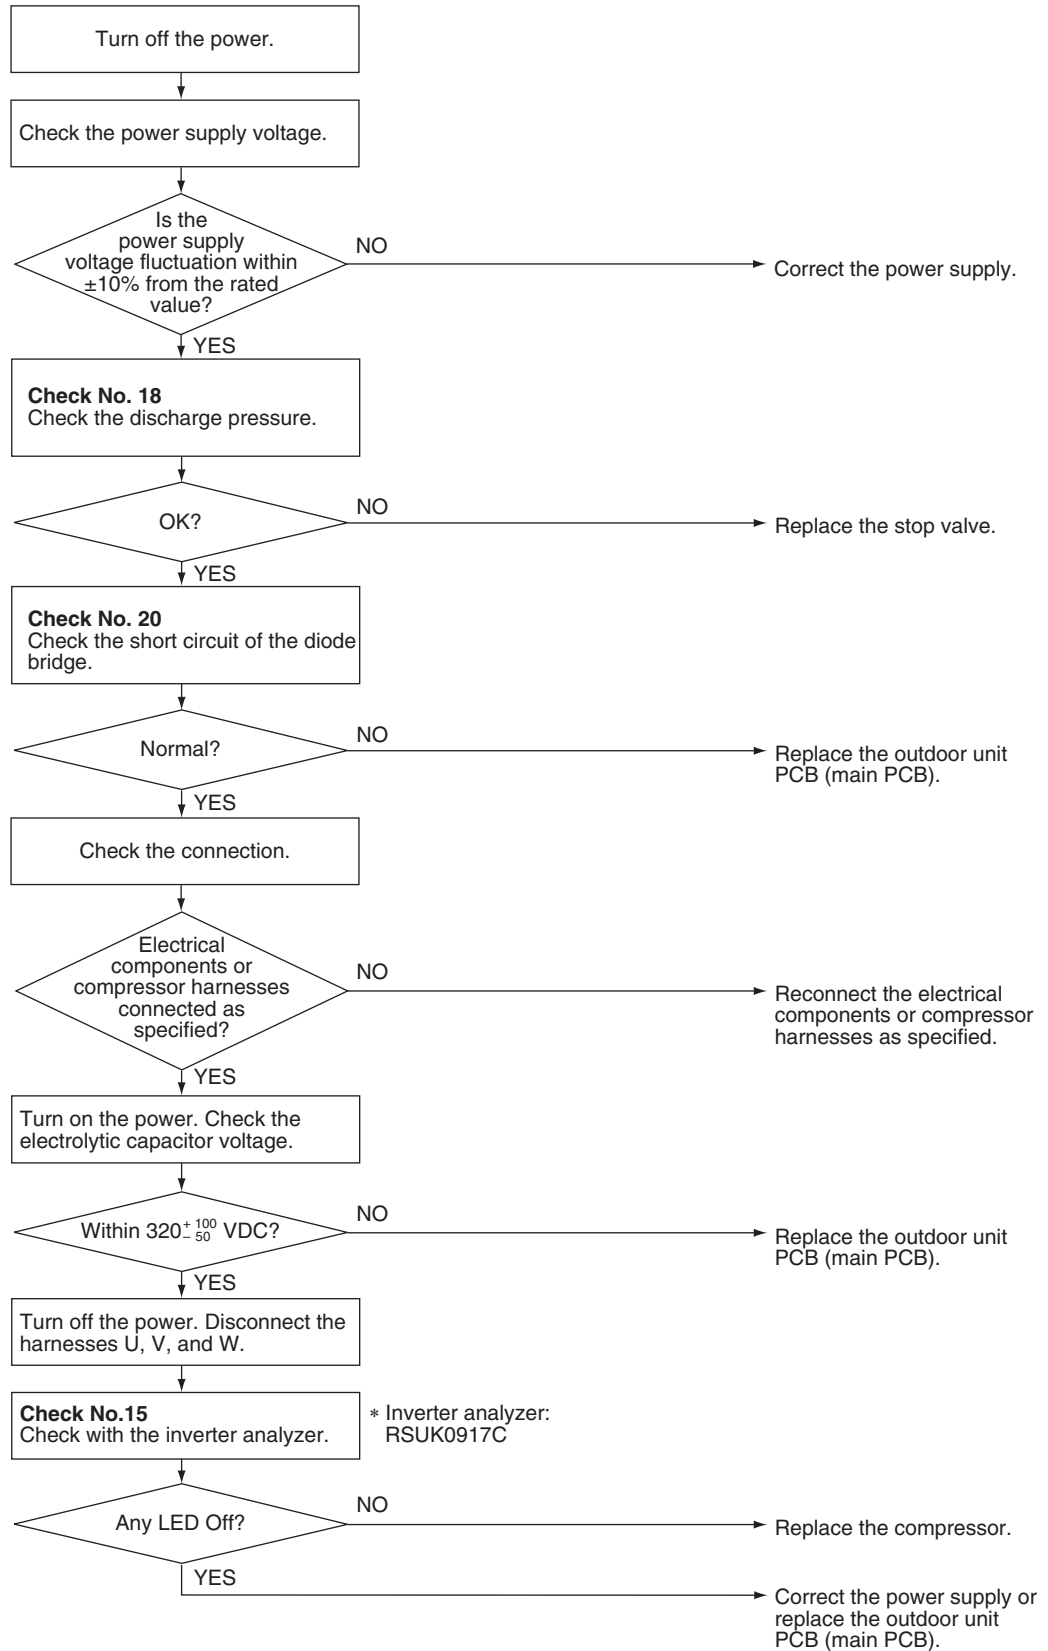 Turn off the power.
Check the power supply voltage.
Is the
power supply
voltage fluctuation within
±10% from the rated
value?
NO
Correct the power supply.
YES
Check No. 18
Check the discharge pressure.
OK?
NO
Replace the stop valve.
YES
Check No. 20
Check the short circuit of the diode
bridge.
Normal?
NO
Replace the outdoor unit
PCB (main PCB).
YES
Check the connection.
Electrical
components or
compressor harnesses
connected as
specified?
NO
Reconnect the electrical
components or compressor
harnesses as specified.
YES
Turn on the power. Check the
electrolytic capacitor voltage.
Within 320 + 100 − 50 VDC?
NO
Replace the outdoor unit
PCB (main PCB).
YES
Turn off the power. Disconnect the
harnesses U, V, and W.
Check No.15
Check with the inverter analyzer.
* Inverter analyzer:
RSUK0917C
Any LED Off?
NO
Replace the compressor.
YES
Correct the power supply or
replace the outdoor unit
PCB (main PCB).